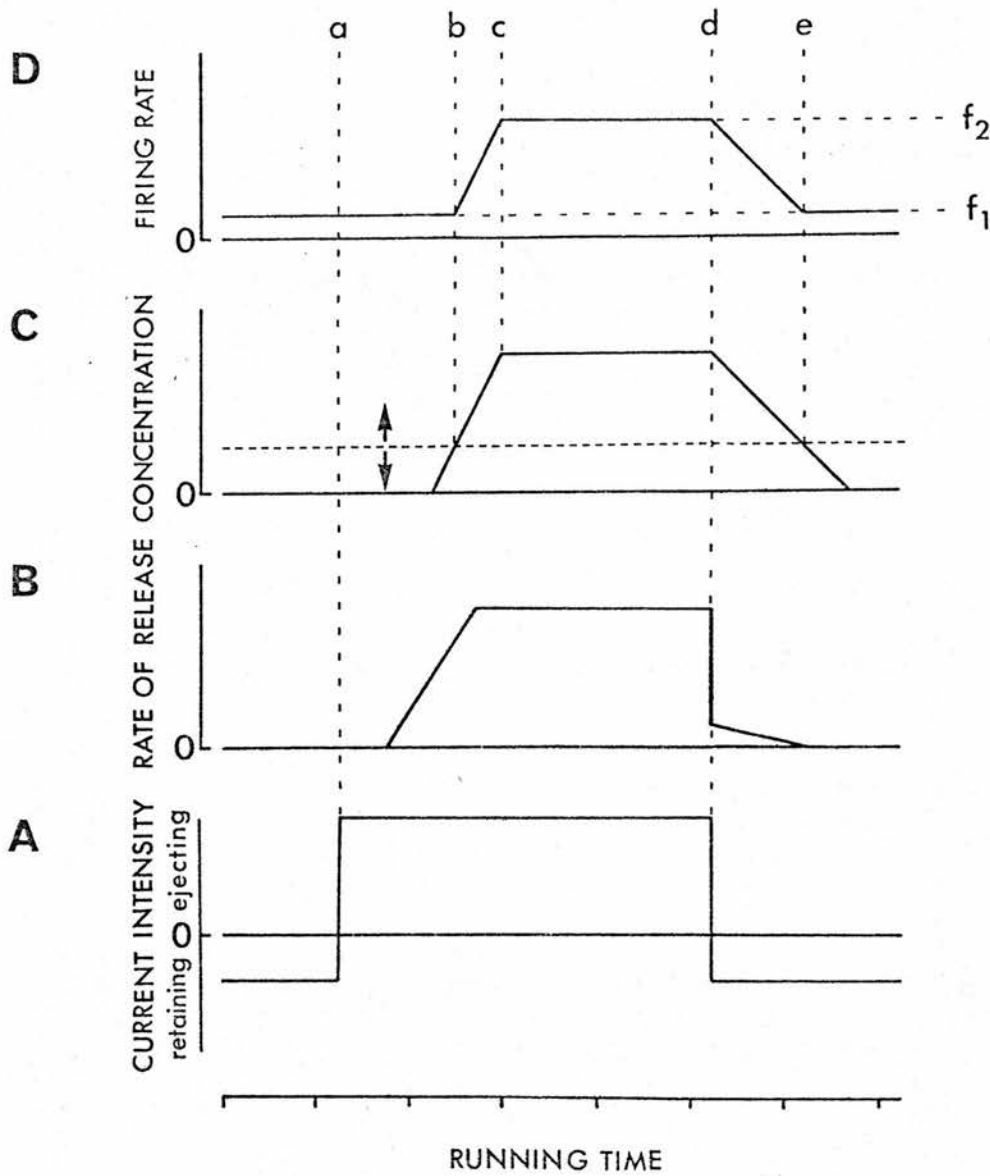 a b c d e
D
FIRING RATE
0
f2
f1
C
CONCENTRATION
0
B
RATE OF RELEASE
0
A
CURRENT INTENSITY
retaining 0 ejecting
RUNNING TIME